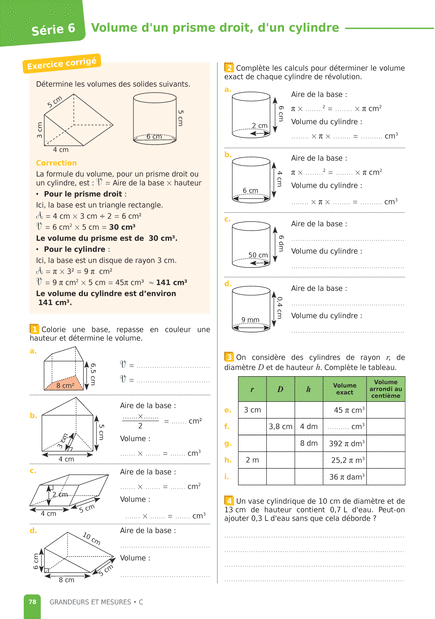 Série 6
Volume d'un prisme droit, d'un cylindre
Exercice corrigé
Détermine les volumes des solides suivants.
5 cm
3 cm
4 cm
5 cm
6 cm
Correction
La formule du volume, pour un prisme droit ou
un cylindre, est : 𝒱 = Aire de la base × hauteur
• Pour le prisme droit :
Ici, la base est un triangle rectangle.
𝒜 = 4 cm × 3 cm ÷ 2 = 6 cm²
𝒱 = 6 cm² × 5 cm = 30 cm³
Le volume du prisme est de 30 cm³.
• Pour le cylindre :
Ici, la base est un disque de rayon 3 cm.
𝒜 = π × 3² = 9 π cm²
𝒱 = 9 π cm² × 5 cm = 45π cm³ ≈ 141 cm³
Le volume du cylindre est d'environ
141 cm³.
1 Colorie une base, repasse en couleur une
hauteur et détermine le volume.
a.
8 cm²
6,5 cm
𝒱 = ..............................
𝒱 = ..............................
b.
3 cm
4 cm
5 cm
Aire de la base :
.......×.......
2
= ....... cm²
Volume :
....... × ....... = ....... cm³
c.
2 cm
4 cm
5 cm
Aire de la base :
....... × ....... = ....... cm²
Volume :
....... × ....... = ....... cm³
d.
10 cm
6 cm
8 cm
5 cm
Aire de la base :
..............................
Volume :
..............................
2 Complète les calculs pour déterminer le volume
exact de chaque cylindre de révolution.
a.
2 cm
6 cm
Aire de la base :
π × ........² = ........ × π cm²
Volume du cylindre :
........ × π × ........ = .......... cm³
b.
6 cm
4 cm
Aire de la base :
π × ........² = ........ × π cm²
Volume du cylindre :
........ × π × ........ = .......... cm³
c.
50 cm
6 dm
Aire de la base :
..............................
Volume du cylindre :
..............................
d.
9 mm
0,4 cm
Aire de la base :
..............................
Volume du cylindre :
..............................
3 On considère des cylindres de rayon r, de
diamètre D et de hauteur h. Complète le tableau.
r D h Volume exact Volume arrondi au centième
e. 3 cm 45 π cm³
f. 3,8 cm 4 dm .......... cm³
g. 8 dm 392 π dm³
h. 2 m 25,2 π m³
i. 36 π dam³
4 Un vase cylindrique de 10 cm de diamètre et de
13 cm de hauteur contient 0,7 L d'eau. Peut-on
ajouter 0,3 L d'eau sans que cela déborde ?
..............................
..............................
..............................
..............................
78 GRANDEURS ET MESURES • C